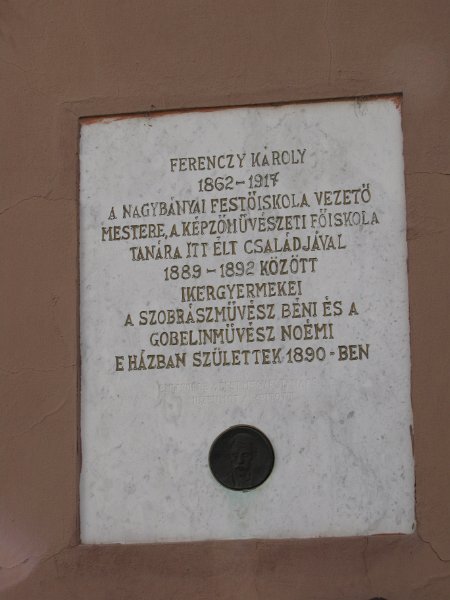 FERENCZY KÁROLY
1862-1917
A NAGYBÁNYAI FESTŐISKOLA VEZETŐ
MESTERE, A KÉPZŐMŰVÉSZETI FŐISKOLA
TANÁRA ITT ÉLT CSALÁDJÁVAL
1889-1892 KÖZÖTT
IKERGYERMEKEI
A SZOBRÁSZMŰVÉSZ BÉNI ÉS A
GOBELINMŰVÉSZ NOÉMI
E HÁZBAN SZÜLETTEK 1890-BEN